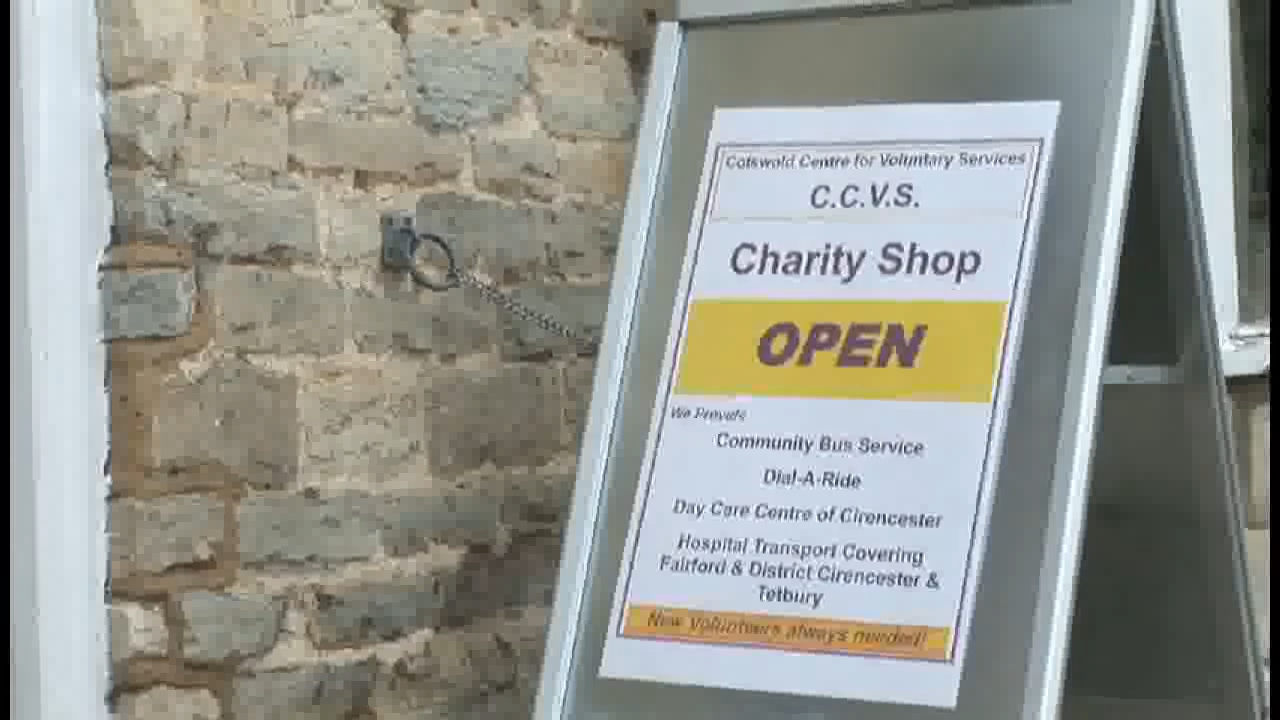 Cotswold Centre for Voluntary Services
C.C.V.S.
Charity Shop
OPEN
We Provide
Community Bus Service
Dial-A-Ride
Day Care Centre of Cirencester
Hospital Transport Covering
Fairford & District Cirencester &
Tetbury
New Volunteers always needed!